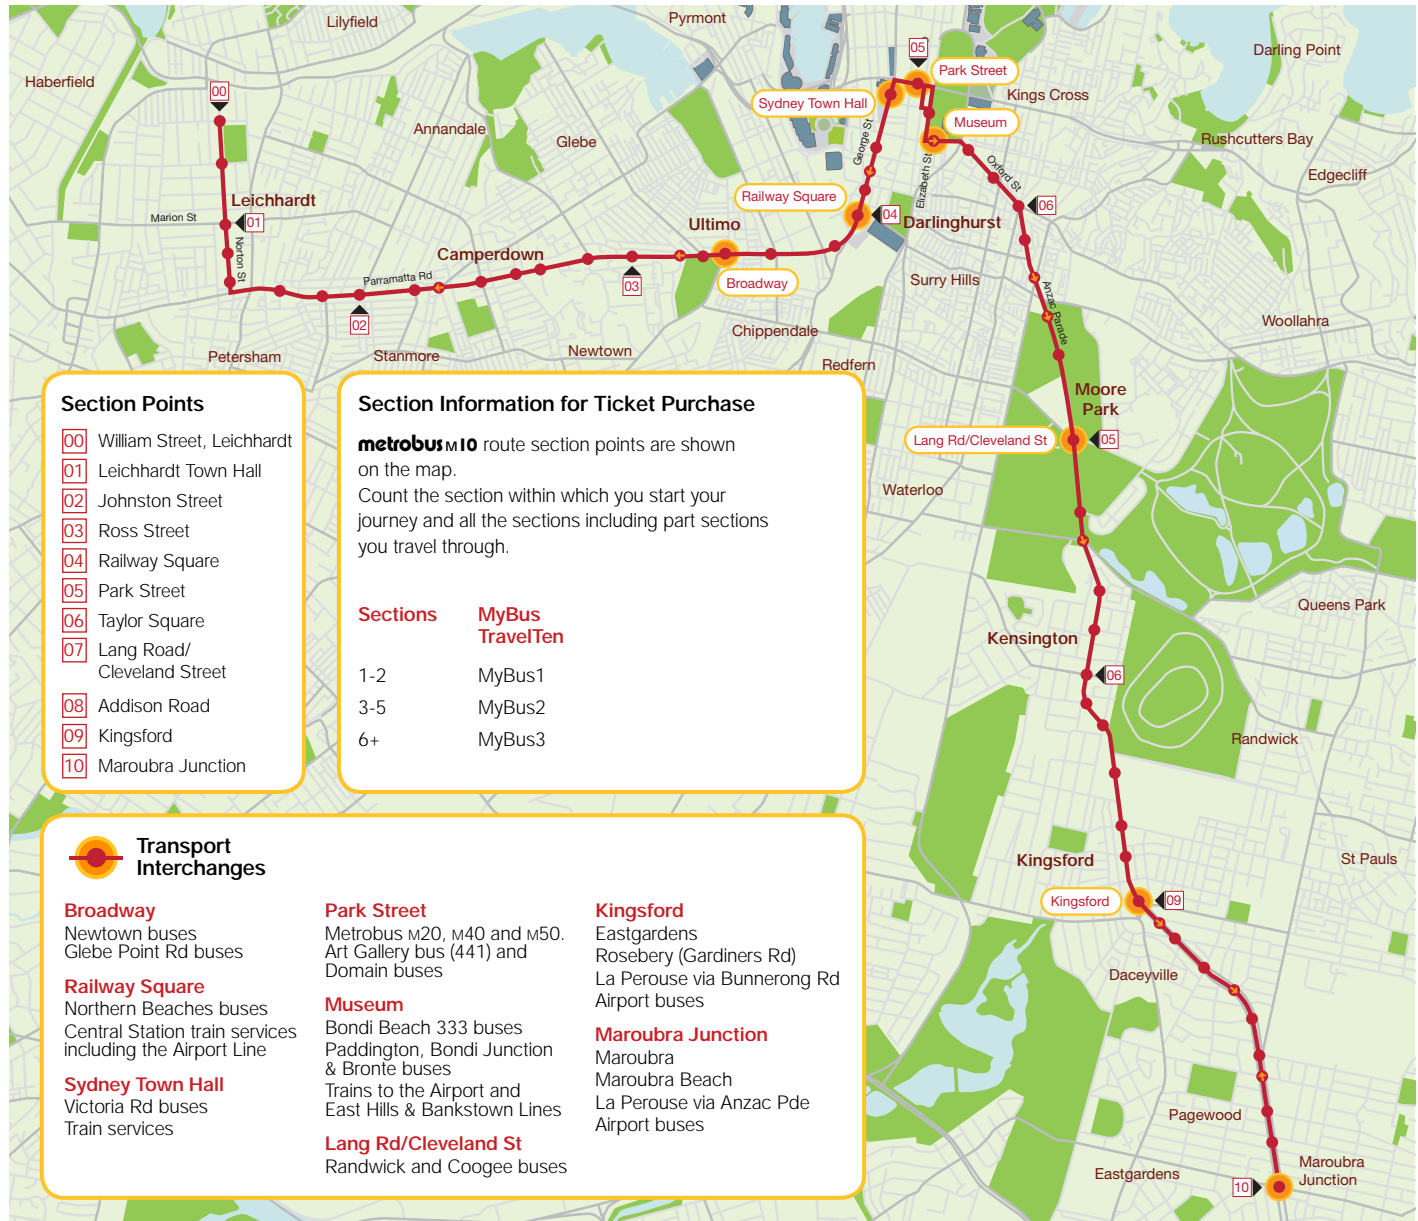 Lilyfield
Pyrmont
Haberfield
Darling Point
00
05
Park Street
Kings Cross
Sydney Town Hall
Annandale
Glebe
George St
Museum
Rushcutters Bay
Oxford St
Edgecliff
Elizabeth St
Leichhardt
Railway Square
06
Marion St
01
Ultimo
04
Darlinghurst
Norton St
Camperdown
Parramatta Rd
Broadway
03
Surry Hills
Anzac Parade
02
Chippendale
Woollahra
Petersham
Stanmore
Newtown
Redfern
Moore
Park
Lang Rd/Cleveland St
05
Waterloo
Queens Park
Kensington
06
Randwick
Kingsford
St Pauls
Kingsford
09
Daceyville
Pagewood
Eastgardens
Maroubra
Junction
10
Section Points
00 William Street, Leichhardt
01 Leichhardt Town Hall
02 Johnston Street
03 Ross Street
04 Railway Square
05 Park Street
06 Taylor Square
07 Lang Road/
Cleveland Street
08 Addison Road
09 Kingsford
10 Maroubra Junction
Section Information for Ticket Purchase
metrobus M10 route section points are shown
on the map.
Count the section within which you start your
journey and all the sections including part sections
you travel through.
Sections MyBus
TravelTen
1-2 MyBus1
3-5 MyBus2
6+ MyBus3
Transport
Interchanges
Broadway
Newtown buses
Glebe Point Rd buses
Railway Square
Northern Beaches buses
Central Station train services
including the Airport Line
Sydney Town Hall
Victoria Rd buses
Train services
Park Street
Metrobus M20, M40 and M50.
Art Gallery bus (441) and
Domain buses
Museum
Bondi Beach 333 buses
Paddington, Bondi Junction
& Bronte buses
Trains to the Airport and
East Hills & Bankstown Lines
Lang Rd/Cleveland St
Randwick and Coogee buses
Kingsford
Eastgardens
Rosebery (Gardiners Rd)
La Perouse via Bunnerong Rd
Airport buses
Maroubra Junction
Maroubra
Maroubra Beach
La Perouse via Anzac Pde
Airport buses